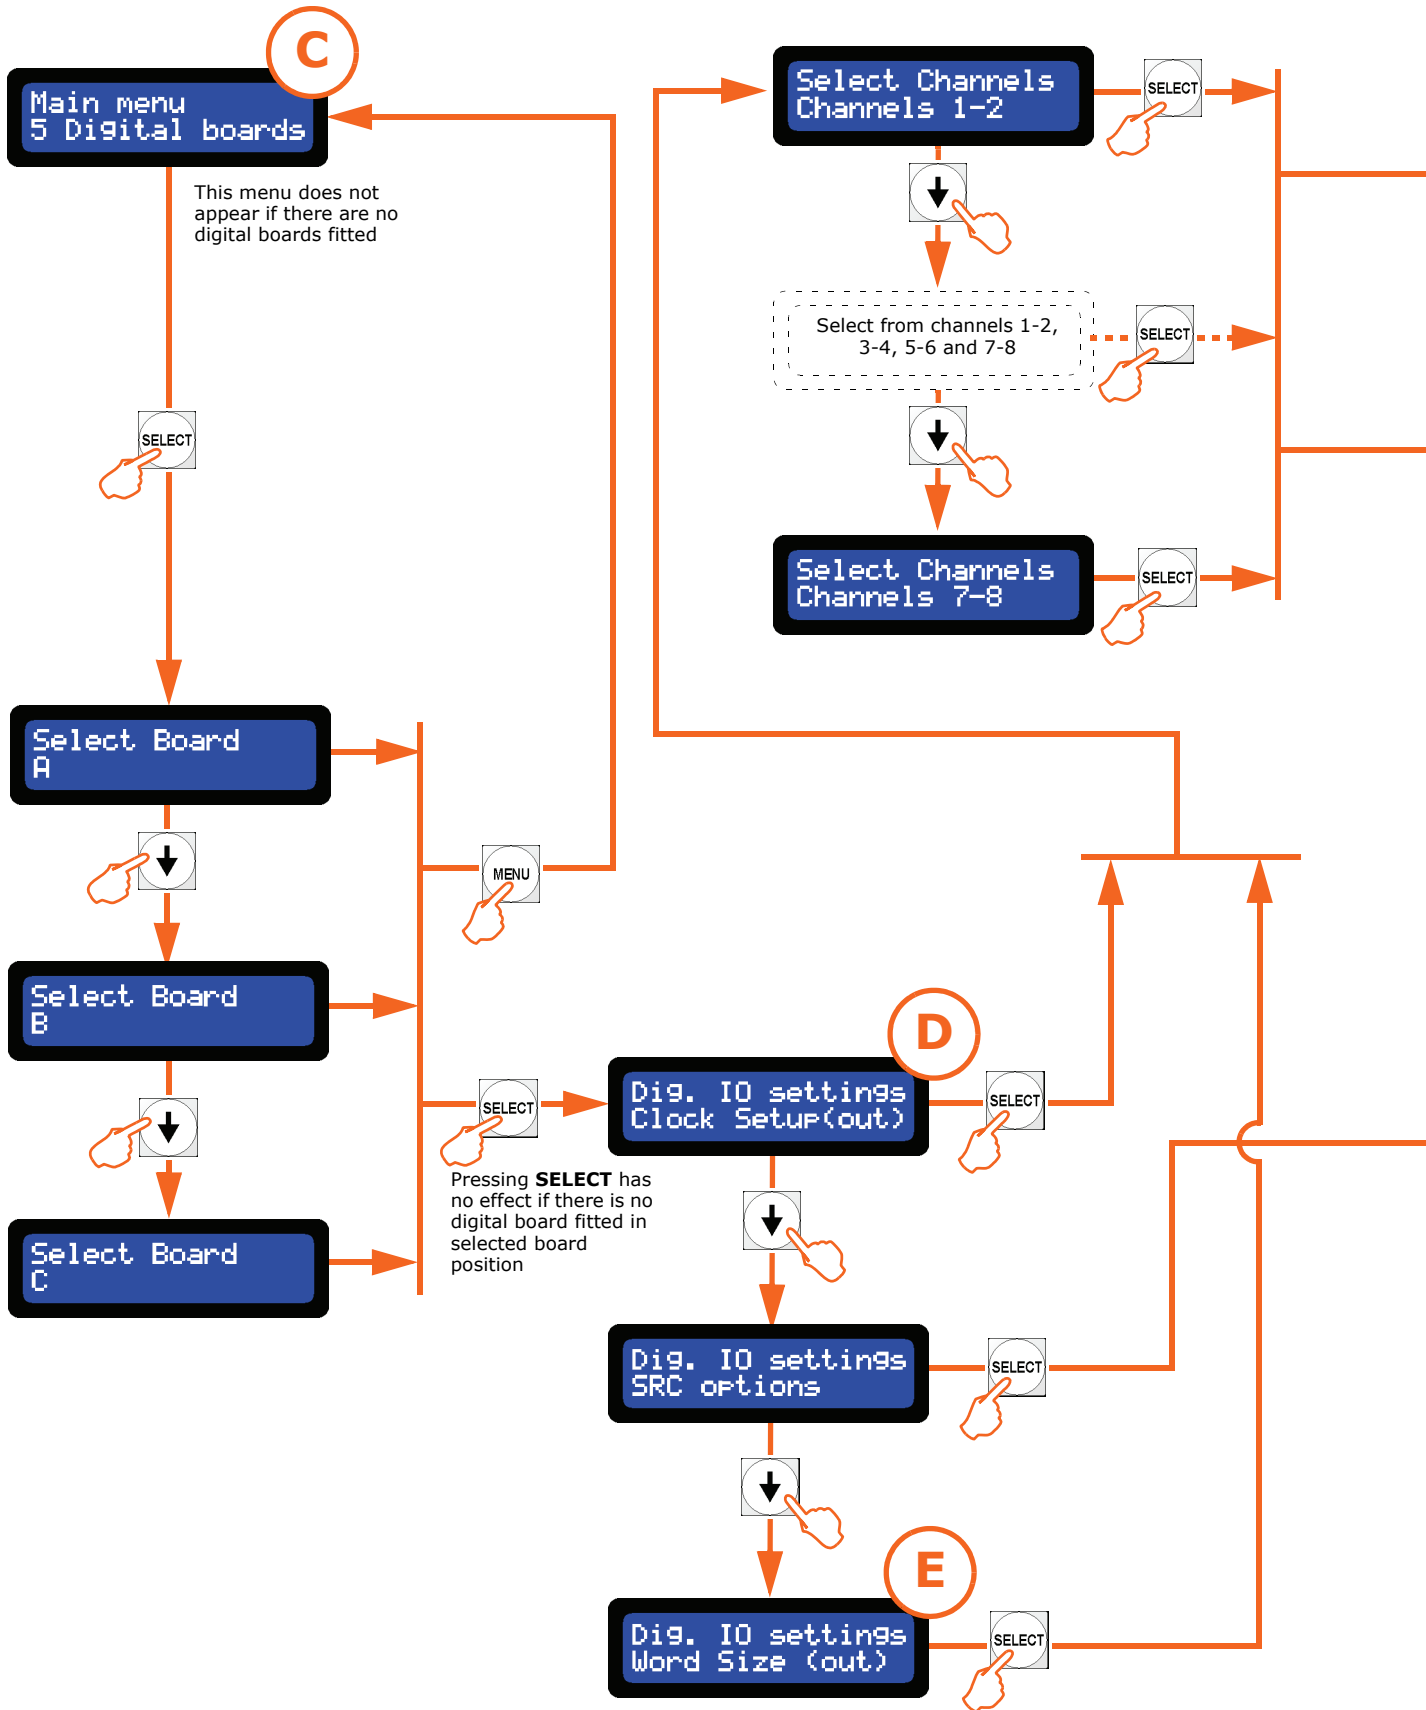 C
Main menu
5 Digital boards
This menu does not
appear if there are no
digital boards fitted
SELECT
Select Board
A
Select Board
B
Select Board
C
MENU
SELECT
Pressing SELECT has
no effect if there is no
digital board fitted in
selected board
position
D
Dig. IO settings
Clock Setup(out)
SELECT
Dig. IO settings
SRC options
SELECT
E
Dig. IO settings
Word Size (out)
SELECT
Select Channels
Channels 1-2
SELECT
Select from channels 1-2,
3-4, 5-6 and 7-8
SELECT
Select Channels
Channels 7-8
SELECT